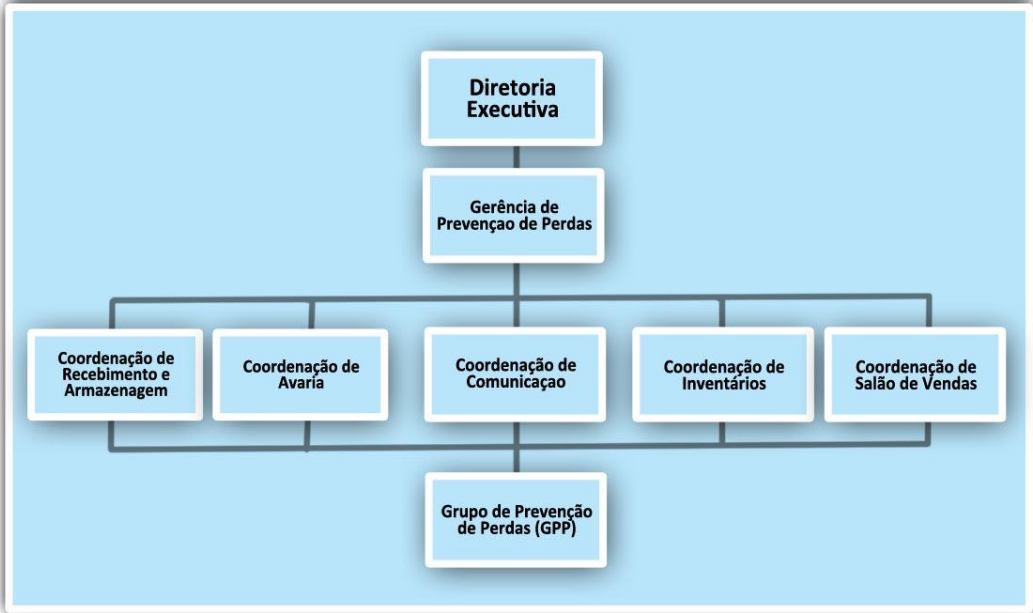 Diretoria
Executiva
Gerência de
Prevençao de Perdas
Coordenação de
Recebimento e
Armazenagem
Coordenação de
Avaria
Coordenação de
Comunicaçao
Coordenação de
Inventários
Coordenação de
Salão de Vendas
Grupo de Prevenção
de Perdas (GPP)